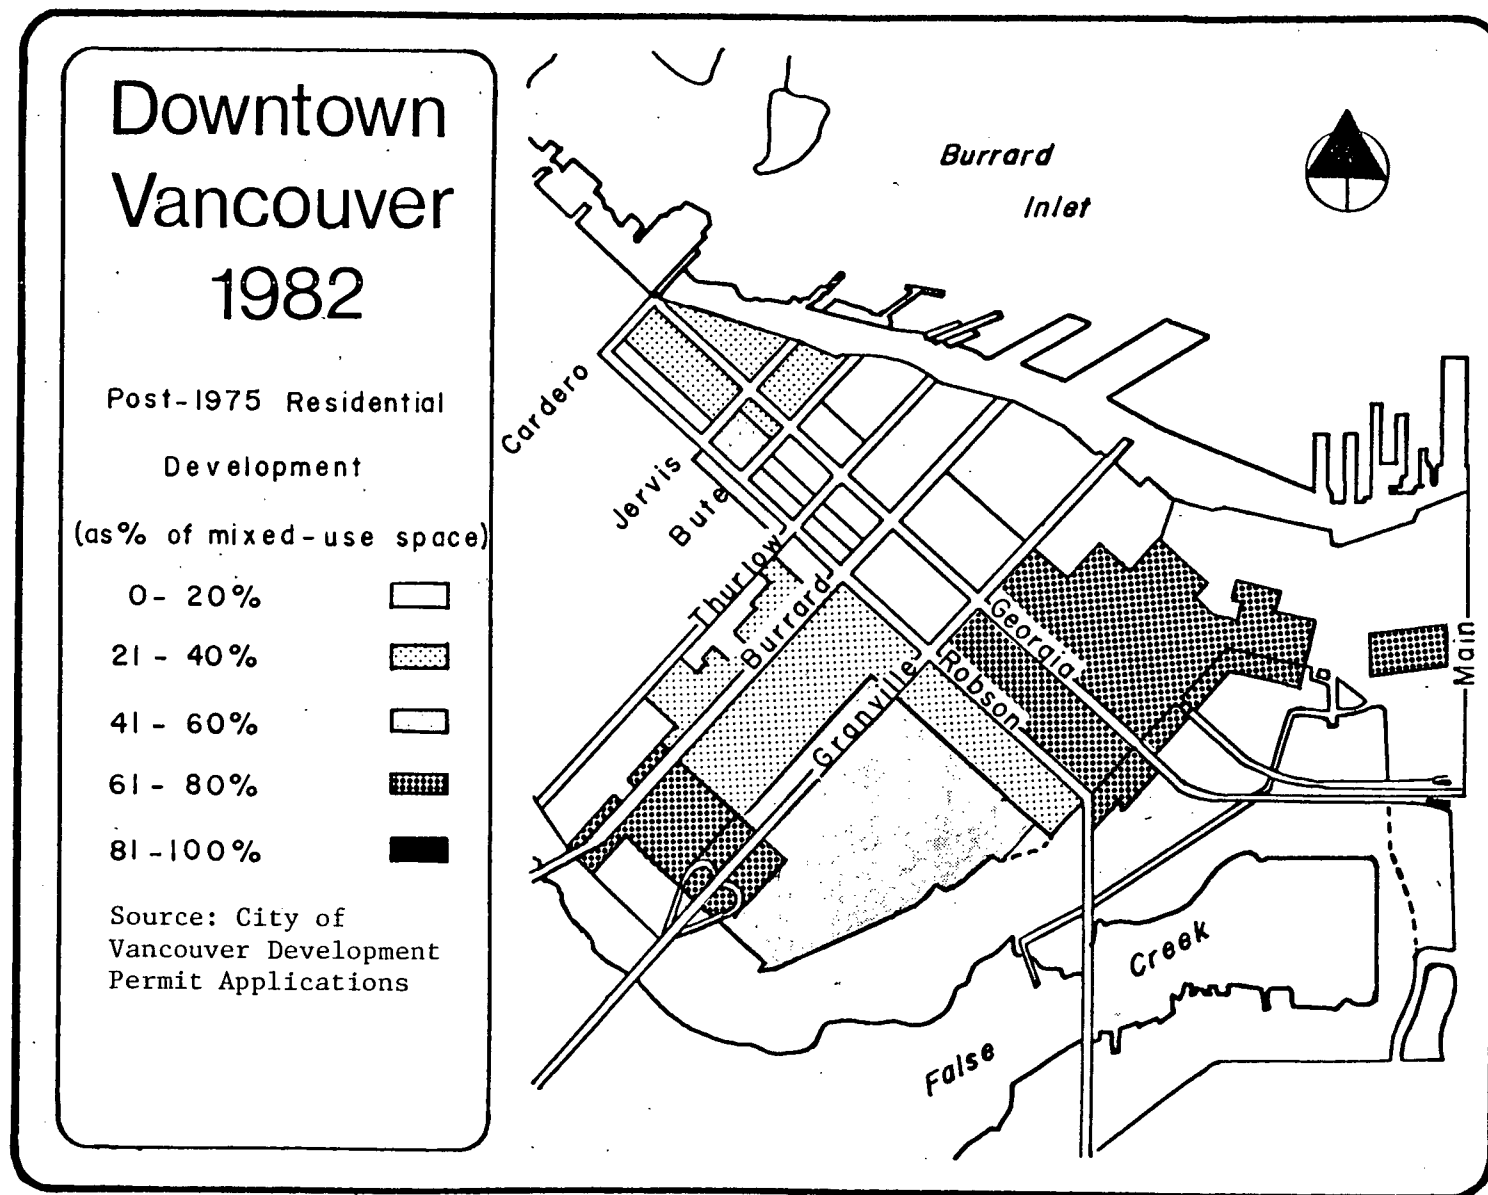 Downtown
Vancouver
1982
Post-1975 Residential
Development
(as% of mixed-use space)
0- 20%
21- 40%
41- 60%
61- 80%
81-100%
Source: City of
Vancouver Development
Permit Applications
Burrard
Inlet
Cardero
Jervis
Bute
Thurlow
Burrard
Granville
Robson
Georgia
Main
False
Creek